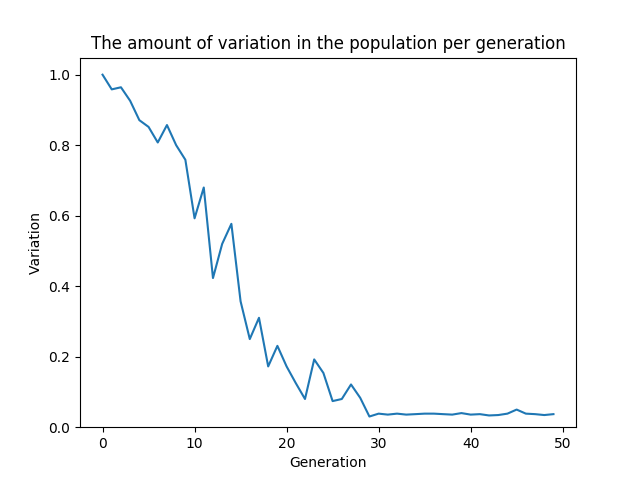 The amount of variation in the population per generation
1.0
0.8
0.6
0.4
0.2
0.0
Variation
0 10 20 30 40 50
Generation